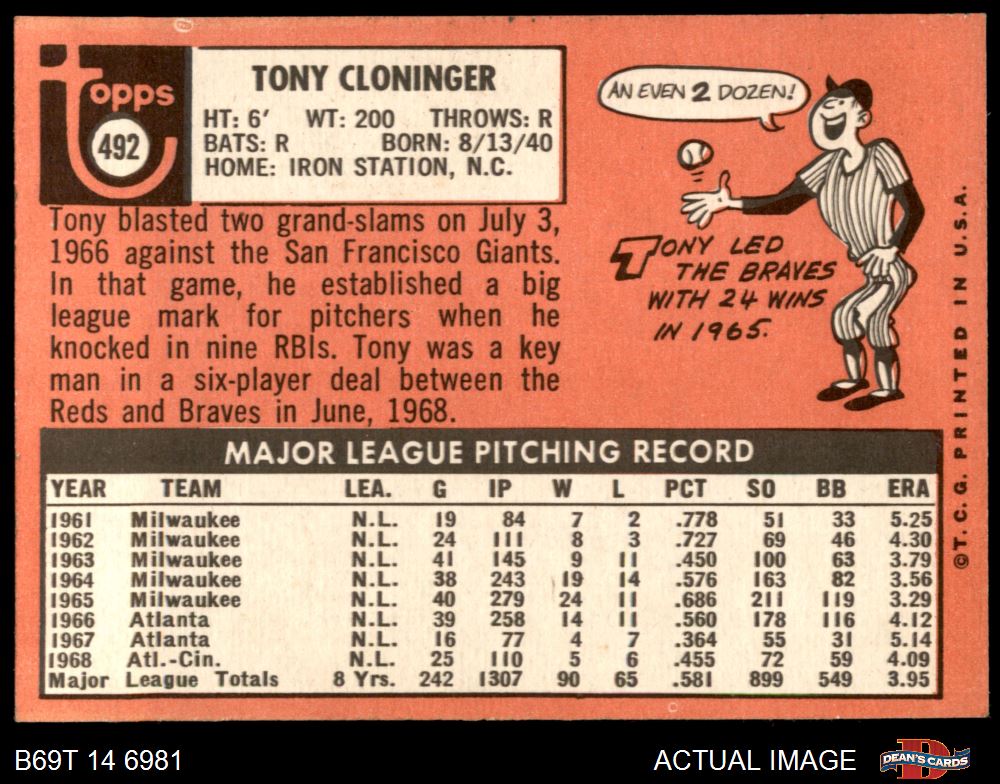 topps
492
TONY CLONINGER
HT: 6' WT: 200 THROWS: R
BATS: R BORN: 8/13/40
HOME: IRON STATION, N.C.
Tony blasted two grand-slams on July 3,
1966 against the San Francisco Giants.
In that game, he established a big
league mark for pitchers when he
knocked in nine RBIs. Tony was a key
man in a six-player deal between the
Reds and Braves in June, 1968.
AN EVEN 2 DOZEN!
TONY LED
THE BRAVES
WITH 24 WINS
IN 1965.
MAJOR LEAGUE PITCHING RECORD
YEAR TEAM LEA. G IP W L PCT SO BB ERA
1961 Milwaukee N.L. 19 84 7 2 .778 51 33 5.25
1962 Milwaukee N.L. 24 111 8 3 .727 69 46 4.30
1963 Milwaukee N.L. 41 145 9 11 .450 100 63 3.79
1964 Milwaukee N.L. 38 243 19 14 .576 163 82 3.56
1965 Milwaukee N.L. 40 279 24 11 .686 211 119 3.29
1966 Atlanta N.L. 39 258 14 11 .560 178 116 4.12
1967 Atlanta N.L. 16 77 4 7 .364 55 31 5.14
1968 Atl.-Cin. N.L. 25 110 5 6 .455 72 59 4.09
Major League Totals 8 Yrs. 242 1307 90 65 .581 899 549 3.95
©T.C.G. PRINTED IN U.S.A.
B69T 14 6981
ACTUAL IMAGE
D
DEAN'S CARDS